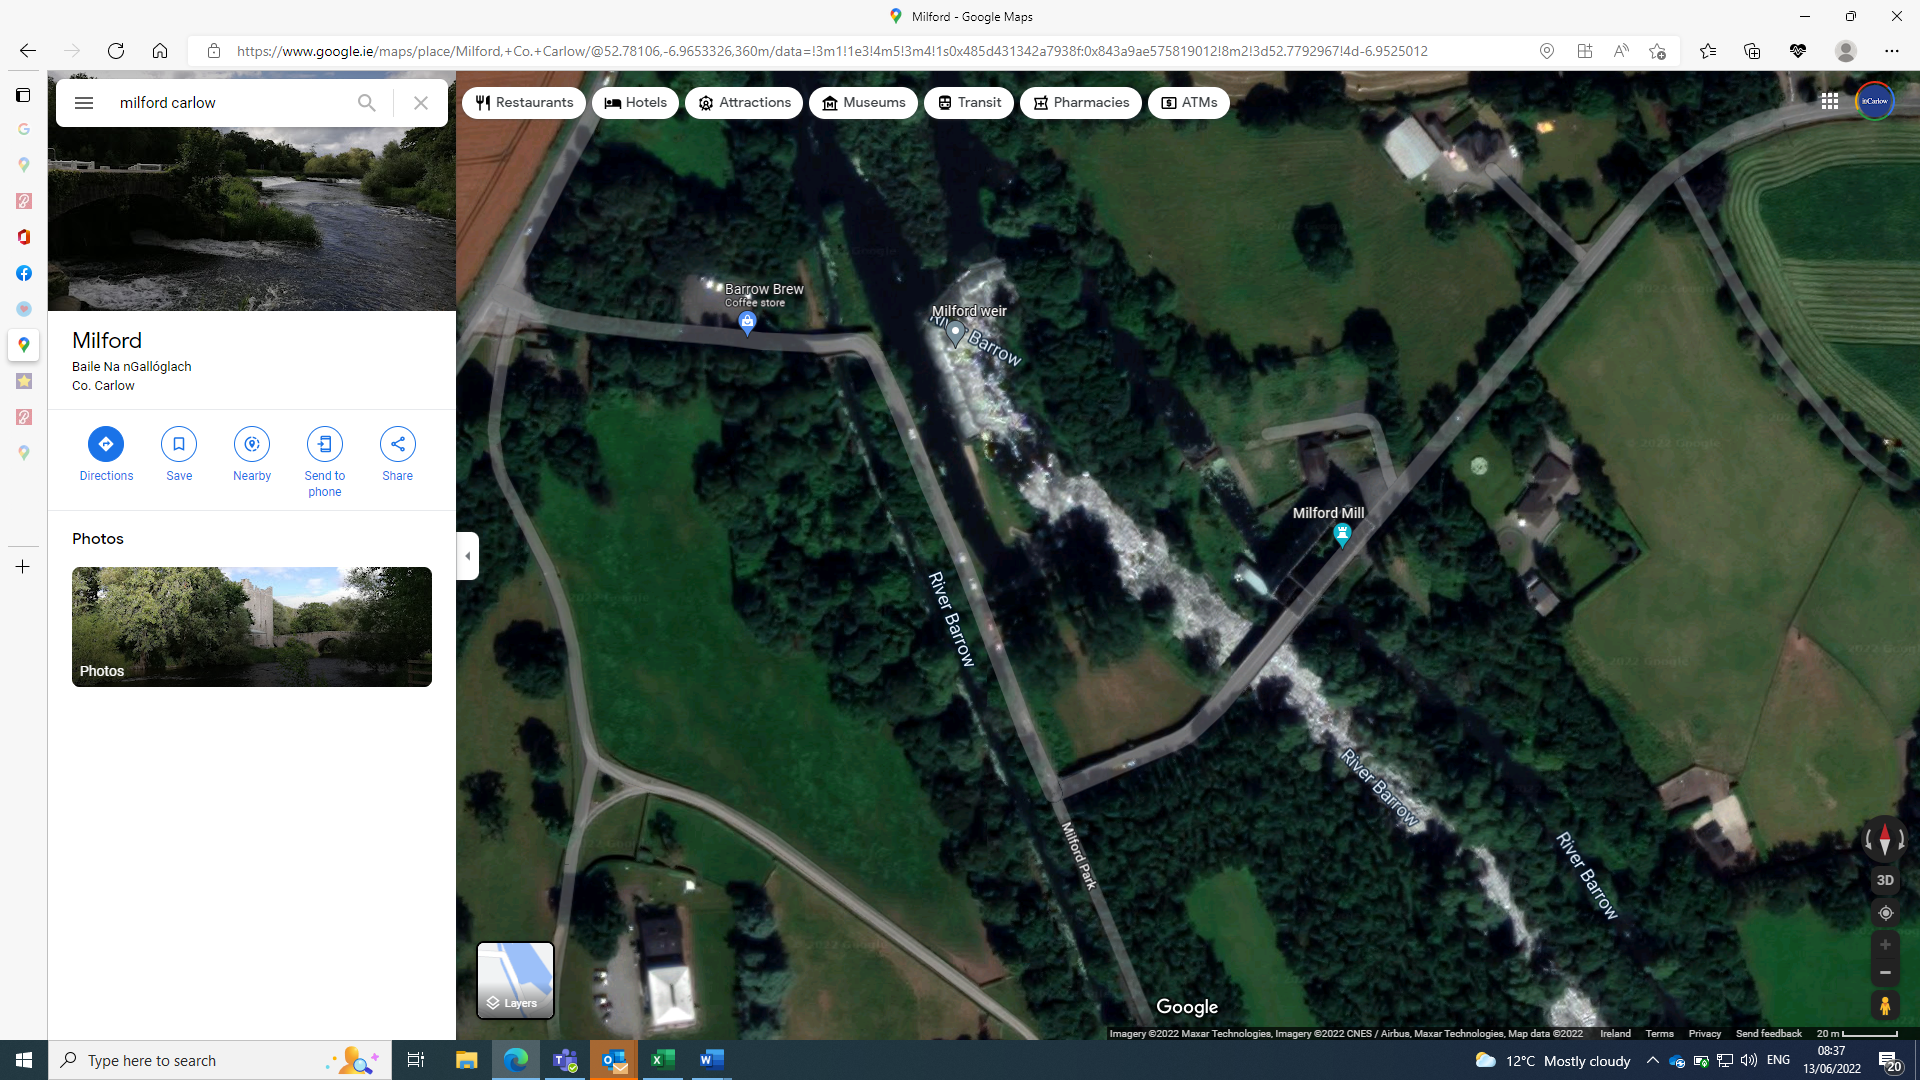 Milford - Google Maps
https://www.google.ie/maps/place/Milford,+Co.+Carlow/@52.78106,-6.9653326,360m/data=!3m1!1e3!4m5!3m4!1s0x485d431342a7938f:0x843a9ae575819012!8m2!3d52.7792967!4d-6.9525012
milford carlow
Restaurants
Hotels
Attractions
Museums
Transit
Pharmacies
ATMs
itCarlow
Barrow Brew
Coffee store
Milford weir
River Barrow
Milford
Baile Na nGallóglach
Co. Carlow
Directions
Save
Nearby
Send to
phone
Share
Photos
Photos
Milford Mill
River Barrow
River Barrow
River Barrow
Milford Park
3D
Layers
Google
Imagery ©2022 Maxar Technologies, Imagery ©2022 CNES / Airbus, Maxar Technologies, Map data ©2022 Ireland Terms Privacy Send feedback 20 m
Type here to search
12°C Mostly cloudy
ENG
08:37
13/06/2022
20